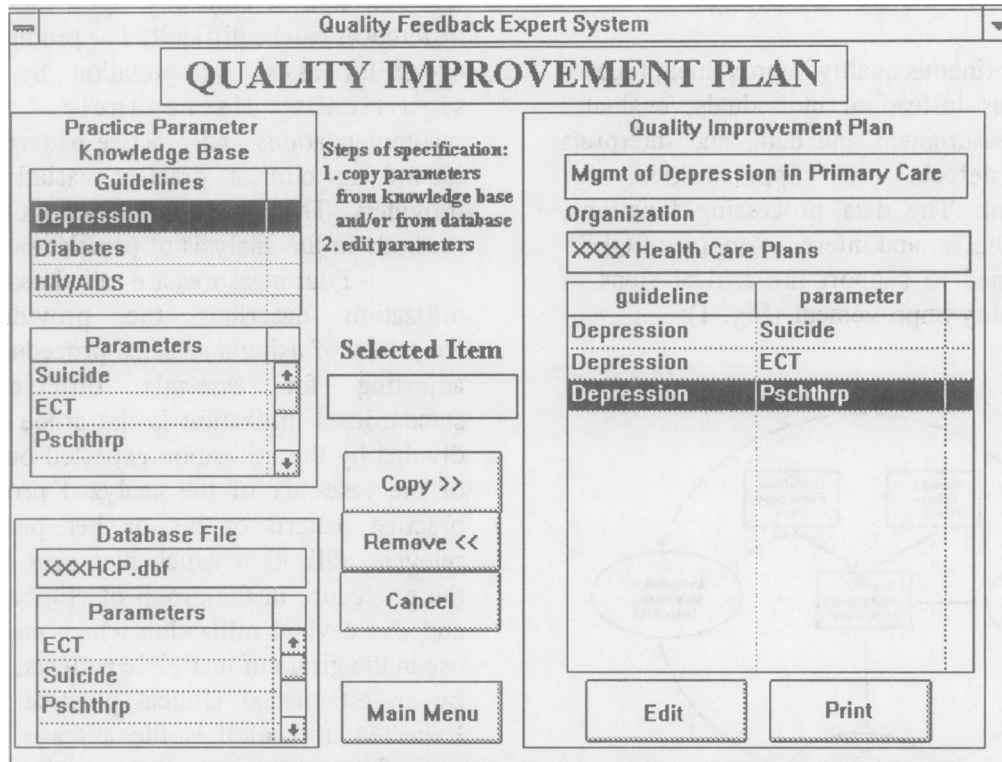 Quality Feedback Expert System
QUALITY IMPROVEMENT PLAN
Practice Parameter
Knowledge Base
Guidelines
Depression
Diabetes
HIV/AIDS
Parameters
Suicide
ECT
Pschthrp
Database File
XXXHCP.dbf
Parameters
ECT
Suicide
Pschthrp
Steps of specification:
1. copy parameters
from knowledge base
and/or from database
2. edit parameters
Selected Item
Copy >>
Remove <<
Cancel
Main Menu
Quality Improvement Plan
Mgmt of Depression in Primary Care
Organization
XXXX Health Care Plans
guideline parameter
Depression Suicide
Depression ECT
Depression Pschthrp
Edit
Print